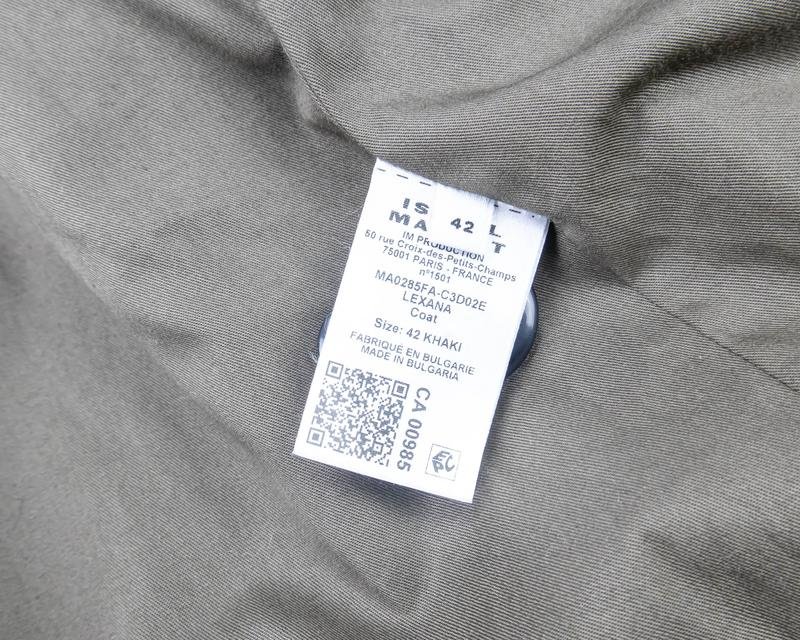 IS 42 L
MA T
IM PRODUCTION
50 rue Croix-des-Petits-Champs
75001 PARIS - FRANCE
n°1501
MA0285FA-C3D02E
LEXANA
Coat
Size: 42 KHAKI
FABRIQUÉ EN BULGARIE
MADE IN BULGARIA
CA 00985